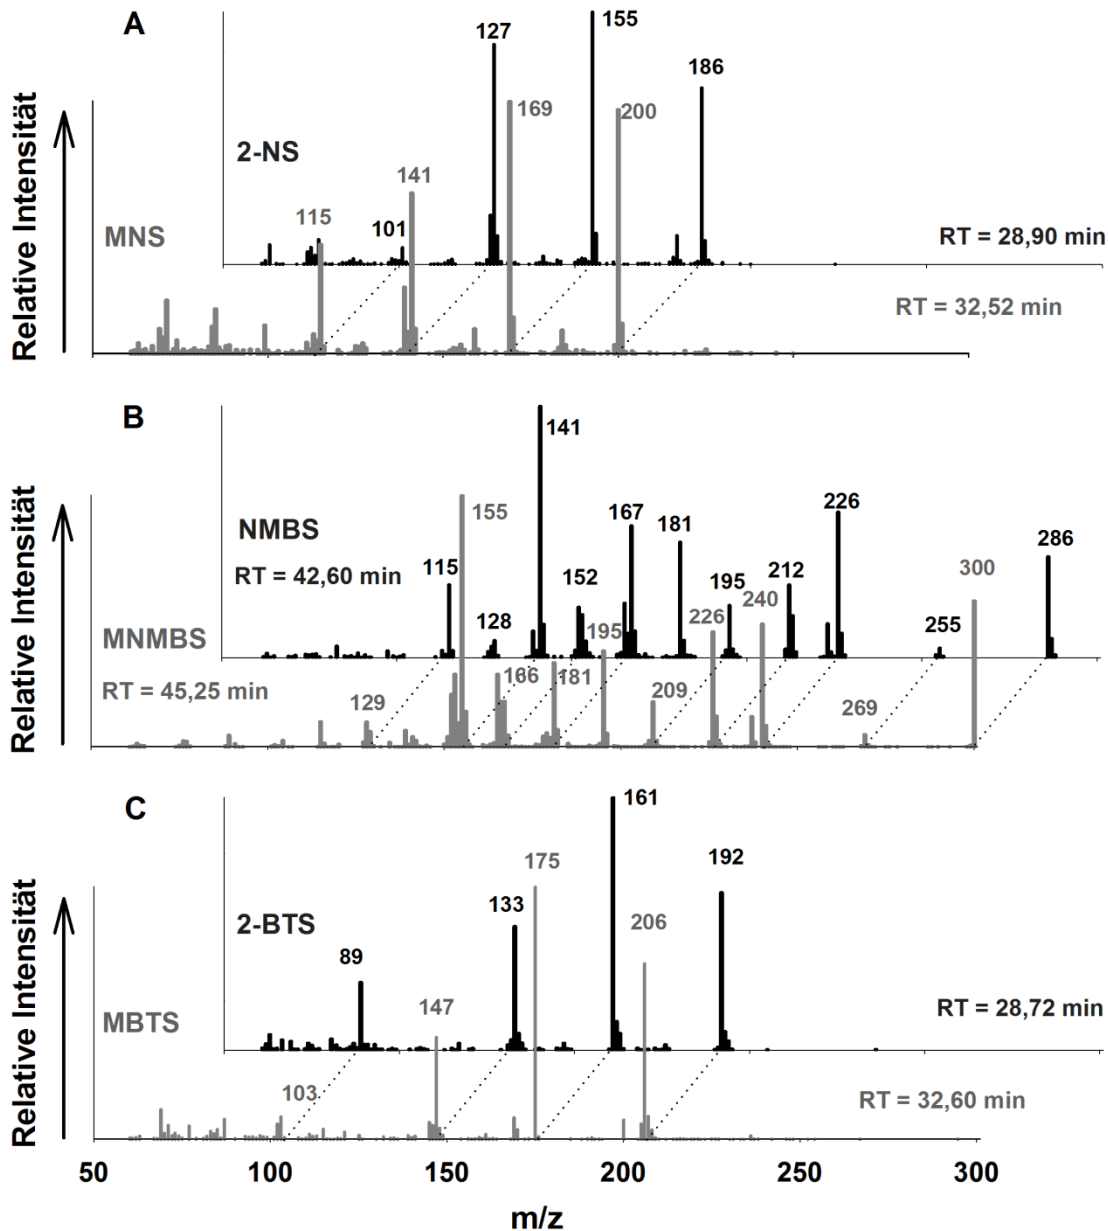 A
Relative Intensität
2-NS
127
155
186
101
RT = 28,90 min
MNS
115
141
169
200
RT = 32,52 min
B
Relative Intensität
NMBS
RT = 42,60 min
115
128
141
152
167
181
195
212
226
255
286
MNMBS
RT = 45,25 min
129
155
166
181
195
209
226
240
269
300
C
Relative Intensität
2-BTS
89
133
161
192
RT = 28,72 min
MBTS
103
147
175
206
RT = 32,60 min
50 100 150 200 250 300
m/z